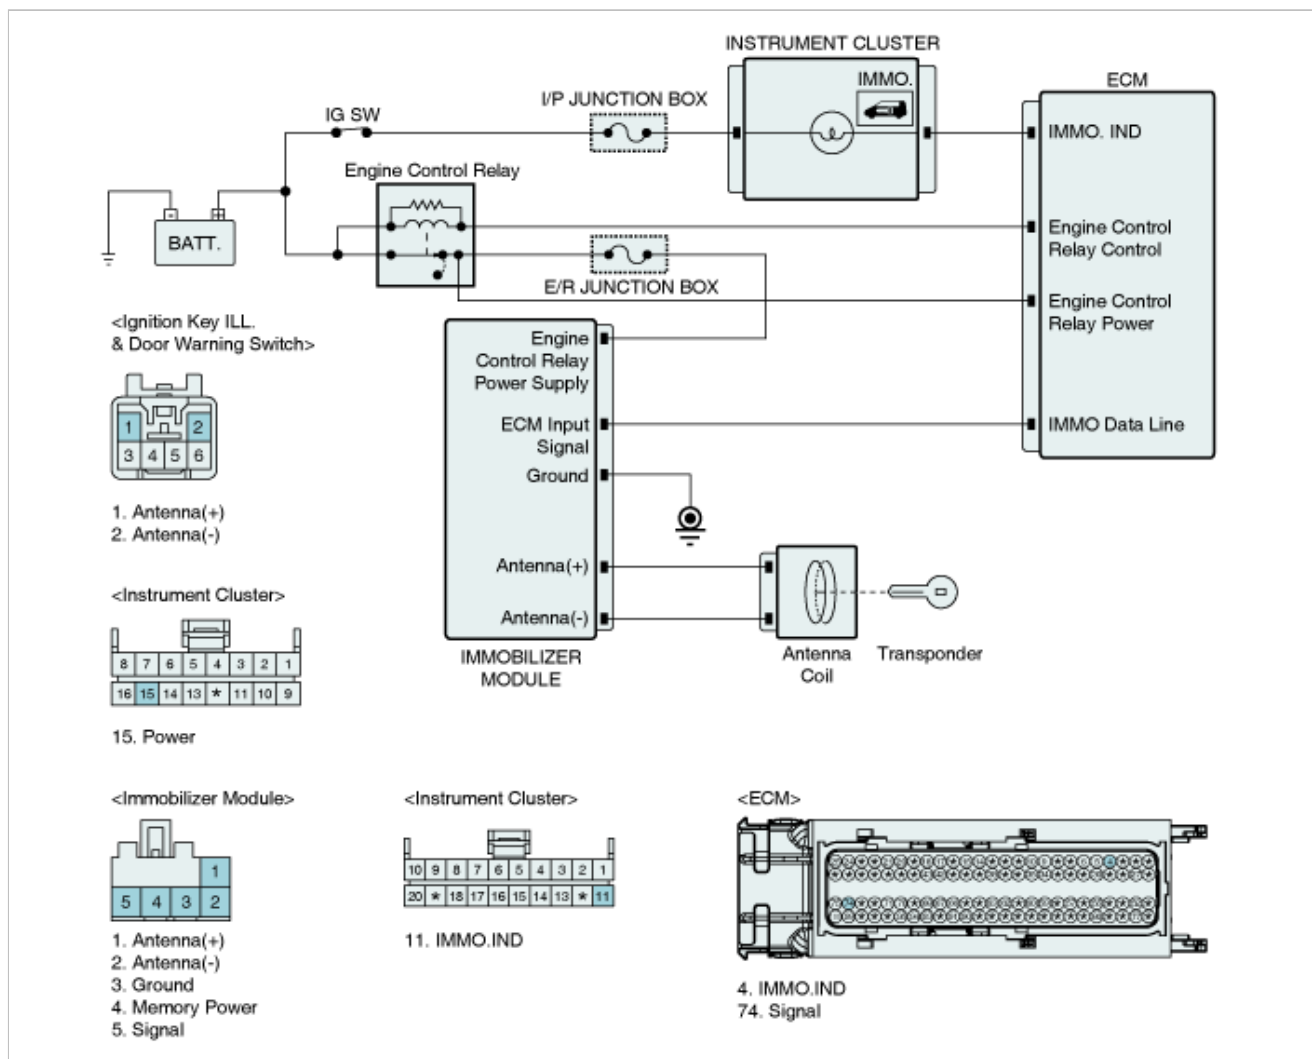 INSTRUMENT CLUSTER
IMMO.
ECM
I/P JUNCTION BOX
IG SW
IMMO. IND
Engine Control Relay
Engine Control
Relay Control
BATT.
- +
E/R JUNCTION BOX
Engine Control
Relay Power
<Ignition Key ILL.
& Door Warning Switch>
Engine
Control Relay
Power Supply
ECM Input
Signal
IMMO Data Line
Ground
1 2
3 4 5 6
1. Antenna(+)
2. Antenna(-)
Antenna(+)
Antenna(-)
IMMOBILIZER
MODULE
Antenna
Coil
Transponder
<Instrument Cluster>
8 7 6 5 4 3 2 1
16 15 14 13 * 11 10 9
15. Power
<Immobilizer Module>
1
5 4 3 2
1. Antenna(+)
2. Antenna(-)
3. Ground
4. Memory Power
5. Signal
<Instrument Cluster>
10 9 8 7 6 5 4 3 2 1
20 * 18 17 16 15 14 13 * 11
11. IMMO.IND
<ECM>
4. IMMO.IND
74. Signal